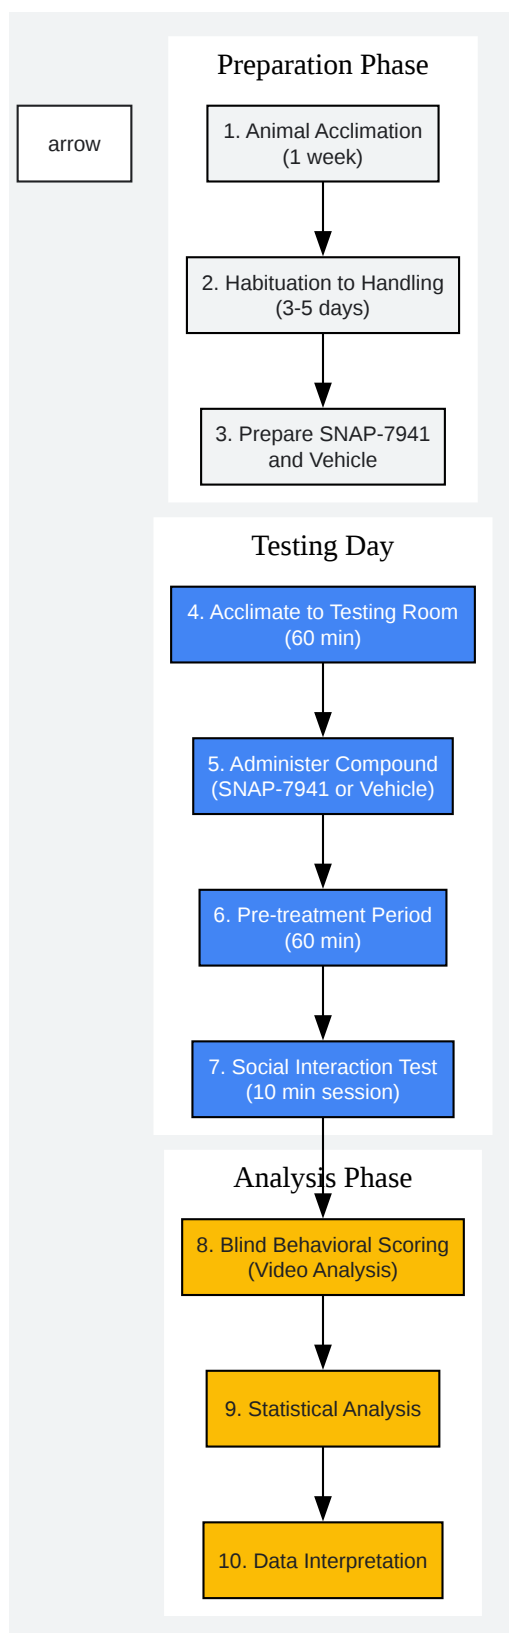 Preparation Phase
arrow
1. Animal Acclimation
(1 week)
2. Habituation to Handling
(3-5 days)
3. Prepare SNAP-7941
and Vehicle
Testing Day
4. Acclimate to Testing Room
(60 min)
5. Administer Compound
(SNAP-7941 or Vehicle)
6. Pre-treatment Period
(60 min)
7. Social Interaction Test
(10 min session)
Analysis Phase
8. Blind Behavioral Scoring
(Video Analysis)
9. Statistical Analysis
10. Data Interpretation